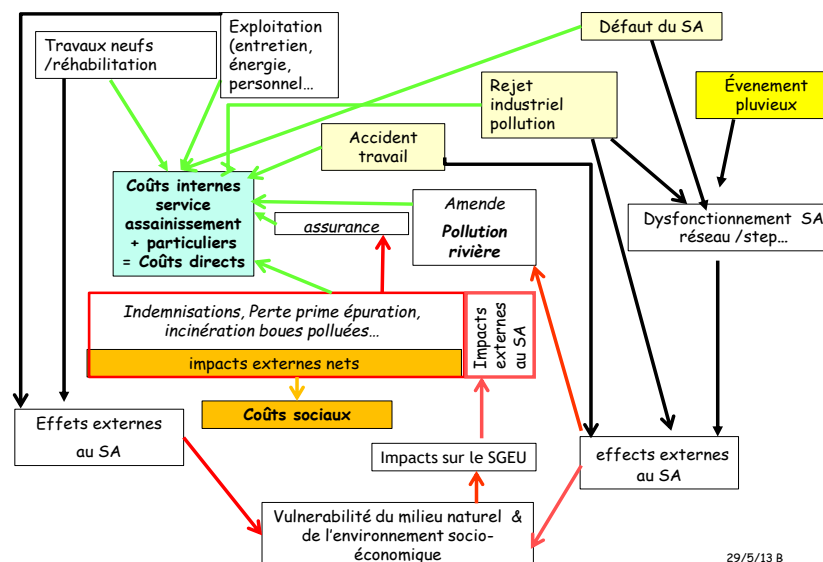 Travaux neufs
/réhabilitation
Exploitation
(entretien,
énergie,
personnel…
Défaut du SA
Rejet
industriel
pollution
Évenement
pluvieux
Accident
travail
Coûts internes
service
assainissement
+ particuliers
= Coûts directs
assurance
Amende
Pollution
rivière
Dysfonctionnement SA
réseau /step…
Indemnisations, Perte prime épuration,
incinération boues polluées…
impacts externes nets
Impacts
externes
au SA
Coûts sociaux
Effets externes
au SA
Impacts sur le SGEU
effects externes
au SA
Vulnerabilité du milieu naturel &
de l'environnement socio-
économique
29/5/13 B